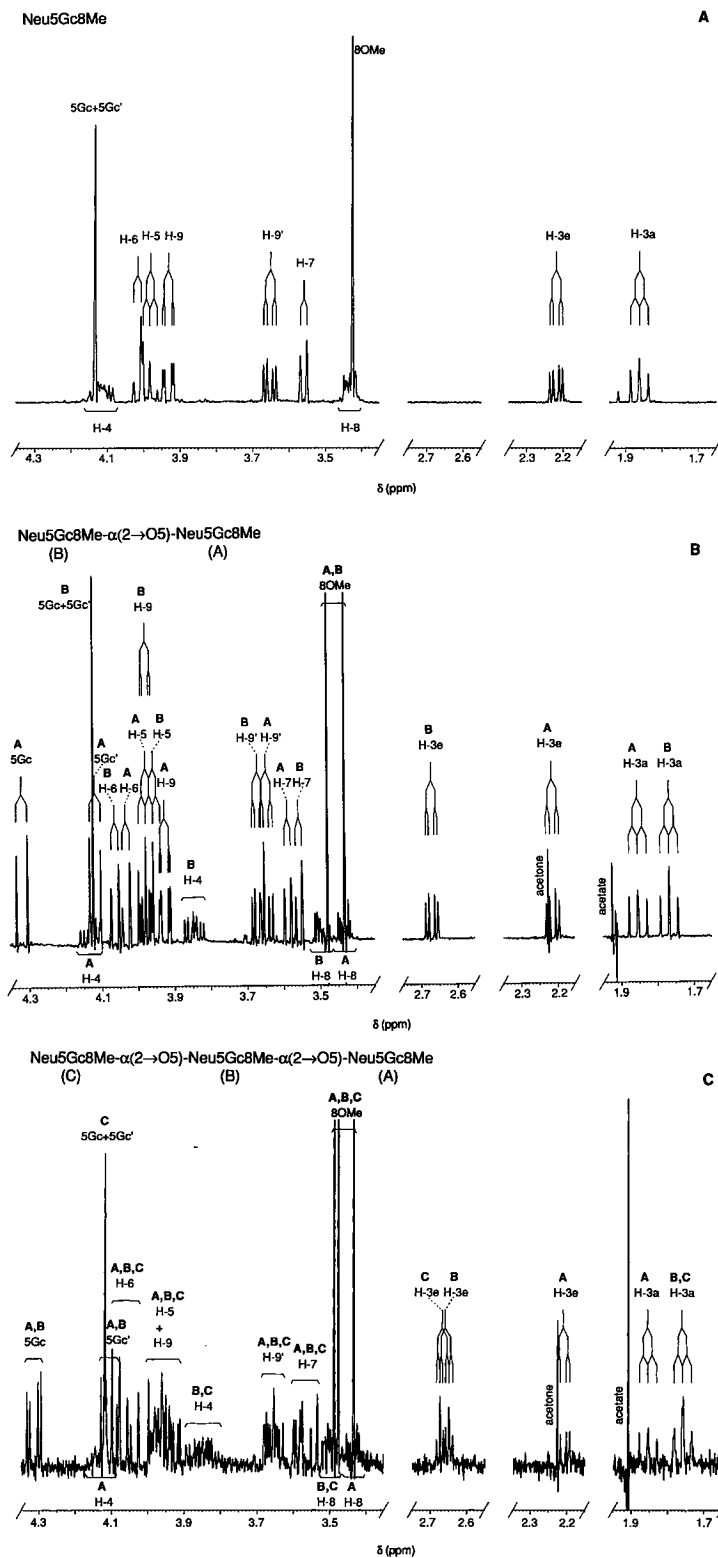 Neu5Gc8Me
A
8OMe
5Gc+5Gc'
H-6
H-5
H-9
H-9'
H-7
H-3e
H-3a
H-4
H-8
4.3 4.1 3.9 3.7 3.5 2.7 2.6 2.3 2.2 1.9 1.7
δ (ppm)
Neu5Gc8Me-α(2→O5)-Neu5Gc8Me
(B) (A)
B
A,B
8OMe
B
5Gc+5Gc'
B
H-9
A
5Gc
A
5Gc'
B
H-6
A
H-6
A
H-5
B
H-5
A
H-9
B
H-4
B
H-9'
A
H-9'
A
H-7
B
H-7
B
H-3e
A
H-3e
A
H-3a
B
H-3a
acetone
acetate
A
H-4
B
H-8
A
H-8
4.3 4.1 3.9 3.7 3.5 2.7 2.6 2.3 2.2 1.9 1.7
δ (ppm)
Neu5Gc8Me-α(2→O5)-Neu5Gc8Me-α(2→O5)-Neu5Gc8Me
(C) (B) (A)
C
A,B,C
8OMe
C
5Gc+5Gc'
A,B,C
H-6
A,B
5Gc
A,B
5Gc'
A,B,C
H-5
+
H-9
B,C
H-4
A,B,C
H-9'
A,B,C
H-7
C
H-3e
B
H-3e
A
H-3e
A
H-3a
B,C
H-3a
acetone
acetate
A
H-4
B,C
H-8
A
H-8
4.3 4.1 3.9 3.7 3.5 2.7 2.6 2.3 2.2 1.9 1.7
δ (ppm)